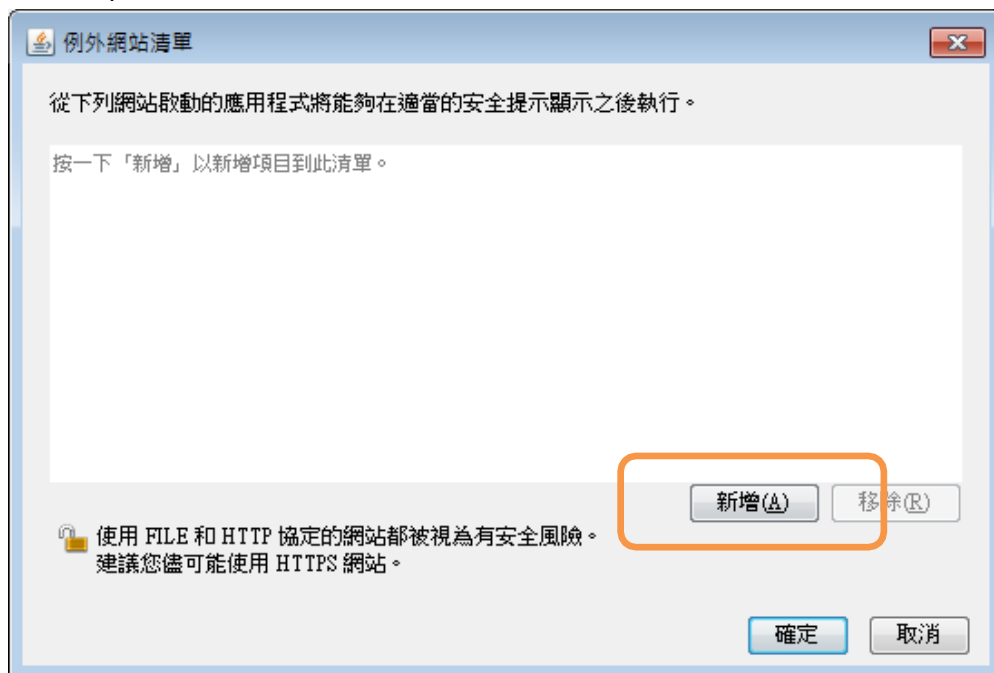 例外網站清單
從下列網站啟動的應用程式將能夠在適當的安全提示顯示之後執行。
按一下「新增」以新增項目到此清單。
新增(A) 移除(R)
使用 FILE 和 HTTP 協定的網站都被視為有安全風險。
建議您儘可能使用 HTTPS 網站。
確定 取消